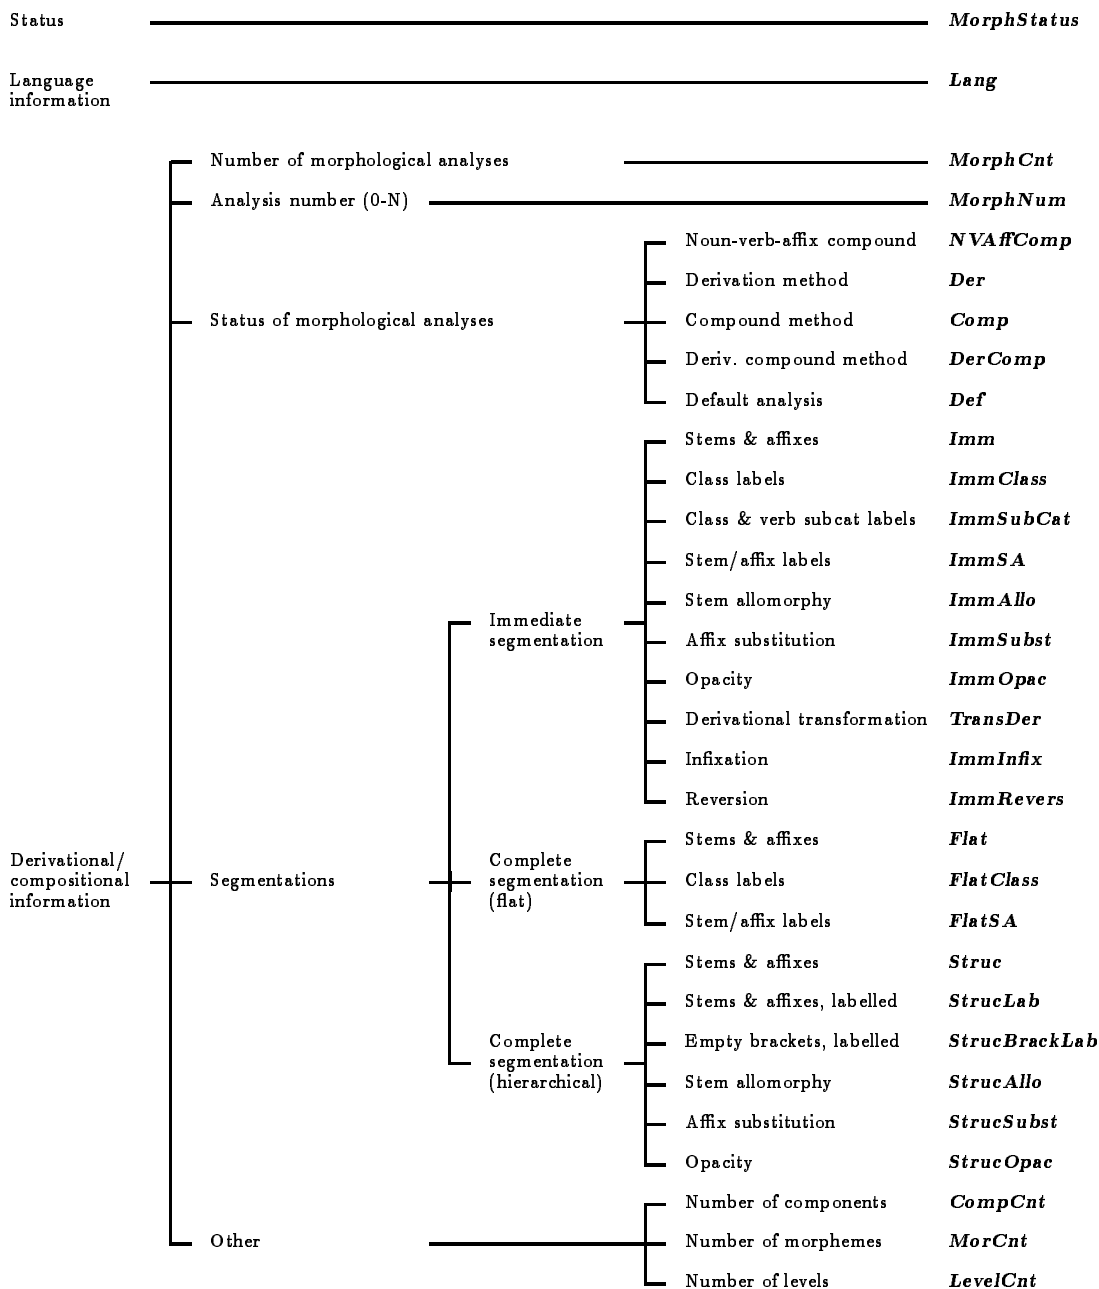 Status MorphStatus
Language information Lang
Number of morphological analyses MorphCnt
Analysis number (0-N) MorphNum
Noun-verb-affix compound NVAffComp
Derivation method Der
Status of morphological analyses Compound method Comp
Deriv. compound method DerComp
Default analysis Def
Stems & affixes Imm
Class labels ImmClass
Class & verb subcat labels ImmSubCat
Stem/affix labels ImmSA
Stem allomorphy ImmAllo
Immediate
segmentation
Affix substitution ImmSubst
Opacity ImmOpac
Derivational transformation TransDer
Infixation ImmInfix
Reversion ImmRevers
Stems & affixes Flat
Derivational/
compositional
information
Segmentations
Complete
segmentation
(flat)
Class labels FlatClass
Stem/affix labels FlatSA
Stems & affixes Struc
Stems & affixes, labelled StrucLab
Empty brackets, labelled StrucBrackLab
Complete
segmentation
(hierarchical)
Stem allomorphy StrucAllo
Affix substitution StrucSubst
Opacity StrucOpac
Number of components CompCnt
Other Number of morphemes MorCnt
Number of levels LevelCnt